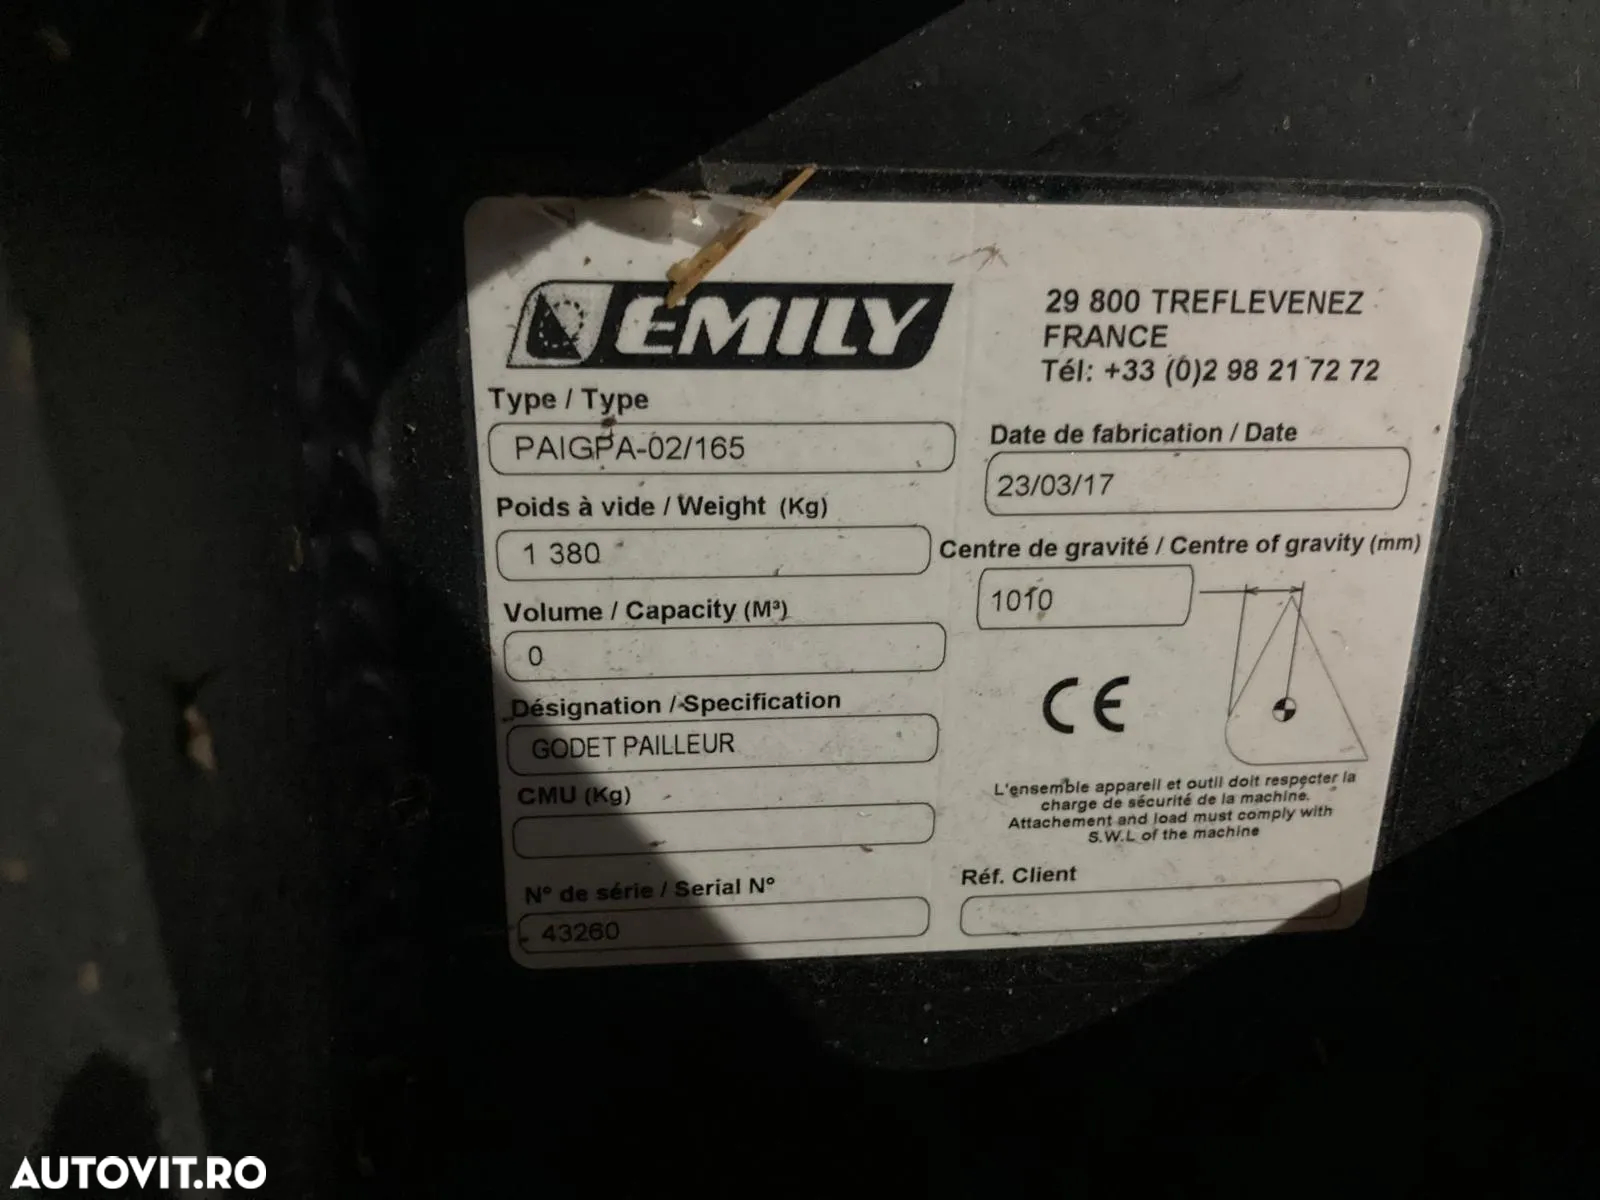 EMILY
29 800 TREFLEVENEZ
FRANCE
Tél: +33 (0)2 98 21 72 72
Type / Type
PAIGPA-02/165
Date de fabrication / Date
23/03/17
Poids à vide / Weight (Kg)
1 380
Centre de gravité / Centre of gravity (mm)
1010
Volume / Capacity (M³)
0
Désignation / Specification
GODET PAILLEUR
CE
CMU (Kg)
L'ensemble appareil et outil doit respecter la
charge de sécurité de la machine.
Attachement and load must comply with
S.W.L of the machine
N° de série / Serial N°
43260
Réf. Client
AUTOVIT.RO